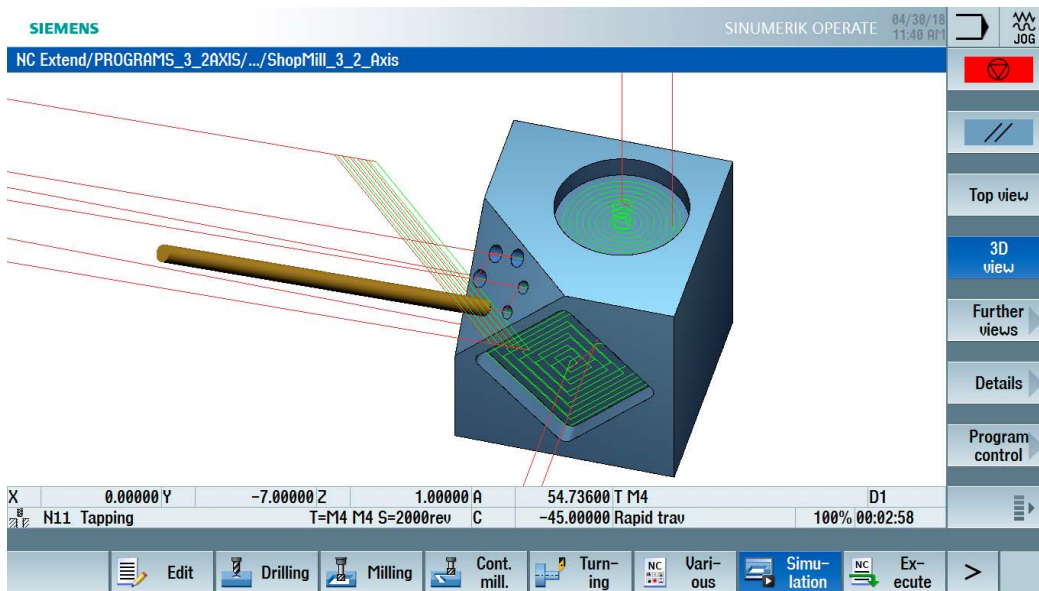 SIEMENS
SINUMERIK OPERATE
04/30/18
11:40 AM
JOG
NC Extend/PROGRAMS_3_2AXIS/.../ShopMill_3_2_Axis
Top view
3D
view
Further
views
Details
Program
control
X 0.00000 Y -7.00000 Z 1.00000 A 54.73600 T M4 D1
N11 Tapping T=M4 M4 S=2000rev C -45.00000 Rapid trav 100% 00:02:58
Edit
Drilling
Milling
Cont.
mill.
Turn-
ing
NC
Vari-
ous
Simu-
lation
NC
Ex-
ecute
>